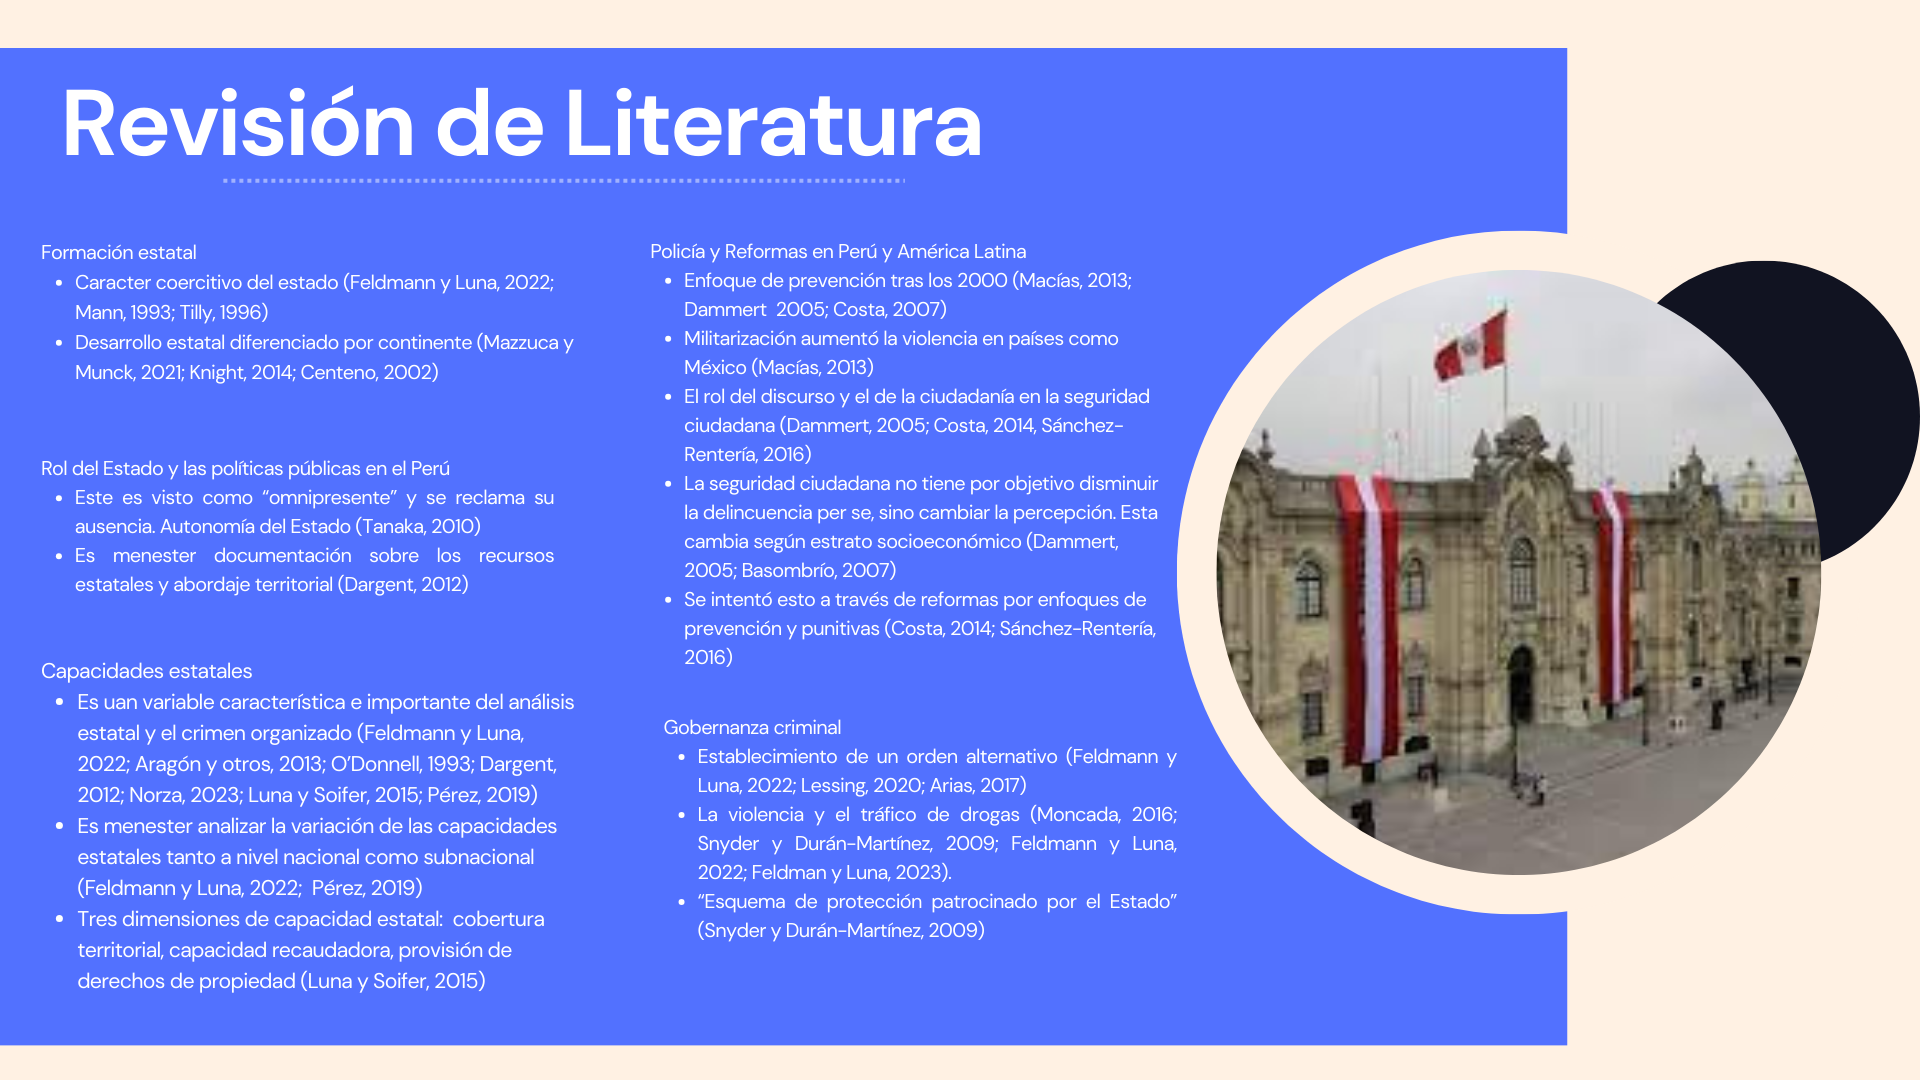 Revisión de Literatura
Formación estatal
• Caracter coercitivo del estado (Feldmann y Luna, 2022;
Mann, 1993; Tilly, 1996)
• Desarrollo estatal diferenciado por continente (Mazzuca y
Munck, 2021; Knight, 2014; Centeno, 2002)
Rol del Estado y las políticas públicas en el Perú
• Este es visto como “omnipresente” y se reclama su
ausencia. Autonomía del Estado (Tanaka, 2010)
• Es menester documentación sobre los recursos
estatales y abordaje territorial (Dargent, 2012)
Capacidades estatales
• Es uan variable característica e importante del análisis
estatal y el crimen organizado (Feldmann y Luna,
2022; Aragón y otros, 2013; O’Donnell, 1993; Dargent,
2012; Norza, 2023; Luna y Soifer, 2015; Pérez, 2019)
• Es menester analizar la variación de las capacidades
estatales tanto a nivel nacional como subnacional
(Feldmann y Luna, 2022;  Pérez, 2019)
• Tres dimensiones de capacidad estatal:  cobertura
territorial, capacidad recaudadora, provisión de
derechos de propiedad (Luna y Soifer, 2015)
Policía y Reformas en Perú y América Latina
• Enfoque de prevención tras los 2000 (Macías, 2013;
Dammert  2005; Costa, 2007)
• Militarización aumentó la violencia en países como
México (Macías, 2013)
• El rol del discurso y el de la ciudadanía en la seguridad
ciudadana (Dammert, 2005; Costa, 2014, Sánchez-
Rentería, 2016)
• La seguridad ciudadana no tiene por objetivo disminuir
la delincuencia per se, sino cambiar la percepción. Esta
cambia según estrato socioeconómico (Dammert,
2005; Basombrío, 2007)
• Se intentó esto a través de reformas por enfoques de
prevención y punitivas (Costa, 2014; Sánchez-Rentería,
2016)
Gobernanza criminal
• Establecimiento de un orden alternativo (Feldmann y
Luna, 2022; Lessing, 2020; Arias, 2017)
• La violencia y el tráfico de drogas (Moncada, 2016;
Snyder y Durán-Martínez, 2009; Feldmann y Luna,
2022; Feldman y Luna, 2023).
• “Esquema de protección patrocinado por el Estado”
(Snyder y Durán-Martínez, 2009)